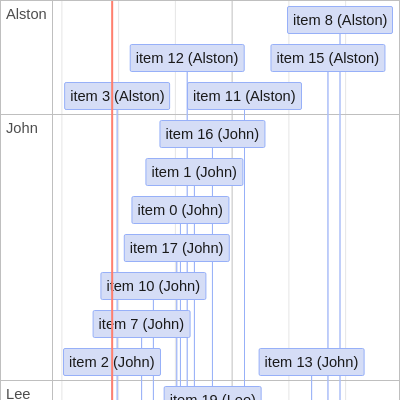 Alston
item 8 (Alston)
item 12 (Alston)
item 15 (Alston)
item 3 (Alston)
item 11 (Alston)
John
item 16 (John)
item 1 (John)
item 0 (John)
item 17 (John)
item 10 (John)
item 7 (John)
item 2 (John)
item 13 (John)
Lee
item 19 (Lee)